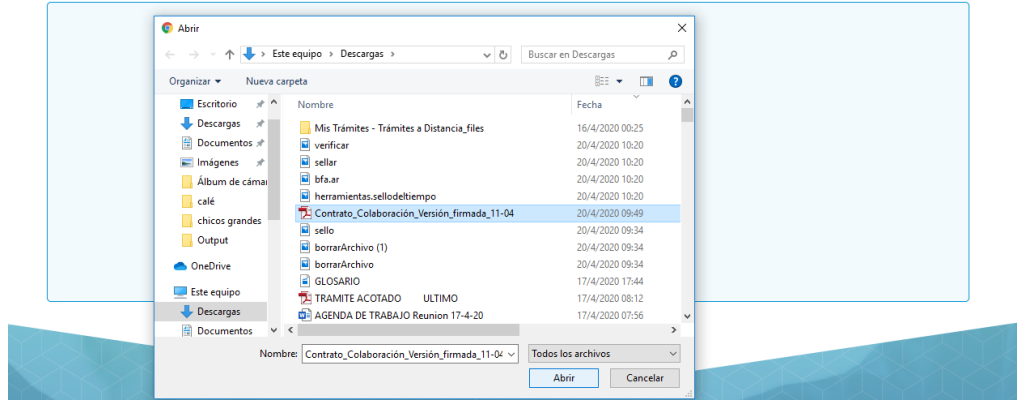 Abrir
Este equipo > Descargas >
Buscar en Descargas
Organizar
Nueva carpeta
Escritorio
Descargas
Documentos
Imágenes
Álbum de cámar
calé
chicos grandes
Output
OneDrive
Este equipo
Descargas
Documentos
Nombre Fecha
Mis Trámites - Trámites a Distancia_files 16/4/2020 00:25
verificar 20/4/2020 10:20
sellar 20/4/2020 10:20
bfa.ar 20/4/2020 10:20
herramientas.sellodeltiempo 20/4/2020 10:20
Contrato_Colaboración_Versión_firmada_11-04 20/4/2020 09:49
sello 20/4/2020 09:34
borrarArchivo (1) 20/4/2020 09:34
borrarArchivo 20/4/2020 09:34
GLOSARIO 17/4/2020 17:44
TRAMITE ACOTADO ULTIMO 17/4/2020 08:12
AGENDA DE TRABAJO Reunion 17-4-20 17/4/2020 07:56
Nombre: Contrato_Colaboración_Versión_firmada_11-04
Todos los archivos
Abrir
Cancelar